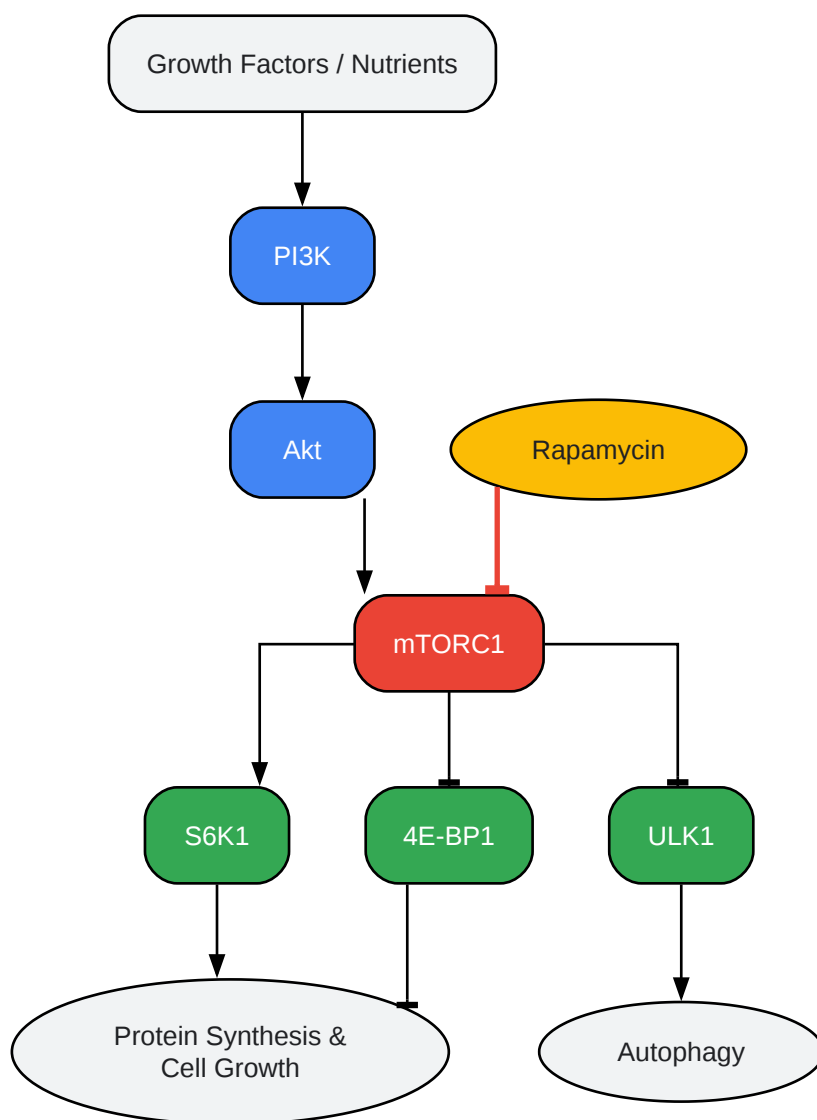 Growth Factors / Nutrients
PI3K
Akt
Rapamycin
mTORC1
S6K1
4E-BP1
ULK1
Protein Synthesis &
Cell Growth
Autophagy